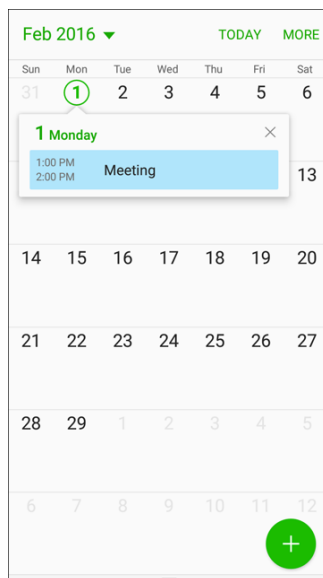 Feb 2016 TODAY MORE
Sun Mon Tue Wed Thu Fri Sat
31 1 2 3 4 5 6
1 Monday
1:00 PM
2:00 PM
Meeting
13
14 15 16 17 18 19 20
21 22 23 24 25 26 27
28 29 1 2 3 4 5
6 7 8 9 10 11 12